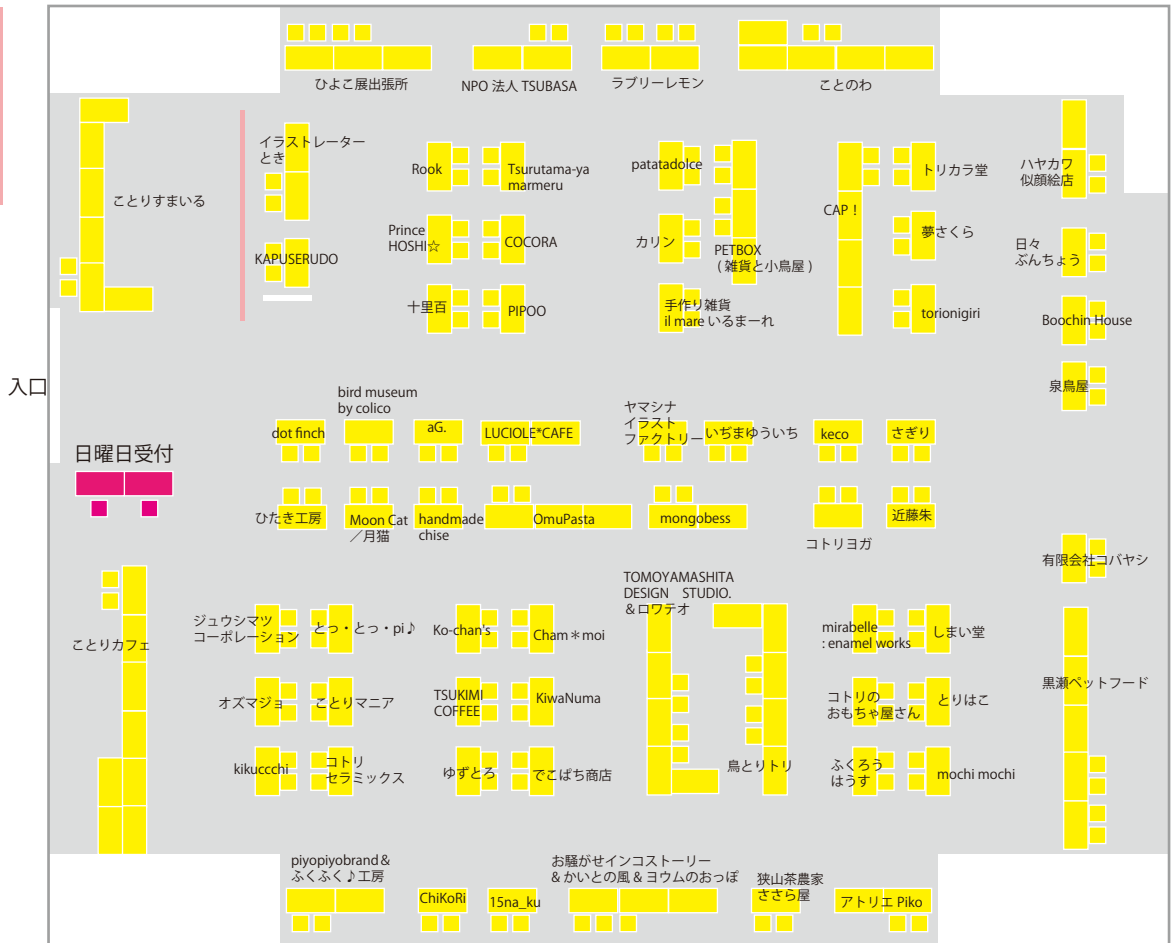 ひよこ展出張所
NPO 法人 TSUBASA
ラブリーレモン
ことのわ
ことりすまいる
イラストレーター
とき
Rook
Tsurutama-ya
marmeru
patatadolce
CAP！
トリカラ堂
ハヤカワ
似顔絵店
KAPUSERUDO
Prince
HOSHI☆
COCORA
カリン
PETBOX
( 雑貨と小鳥屋 )
夢さくら
日々
ぶんちょう
十里百
PIPOO
手作り雑貨
il mare いるまーれ
torionigiri
Boochin House
入口
泉鳥屋
dot finch
bird museum
by colico
aG.
LUCIOLE*CAFE
ヤマシナ
イラスト
ファクトリー
いぢまゆういち
keco
さぎり
日曜日受付
ひたき工房
Moon Cat
／月猫
handmade
chise
OmuPasta
mongobess
コトリヨガ
近藤朱
有限会社コバヤシ
ことりカフェ
ジュウシマツ
コーポレーション
とっ・とっ・pi♪
Ko-chan's
Cham＊moi
TOMOYAMASHITA
DESIGN　STUDIO.
＆ロワテオ
mirabelle
: enamel works
しまい堂
オズマジョ
ことりマニア
TSUKIMI
COFFEE
KiwaNuma
コトリの
おもちゃ屋さん
とりはこ
黒瀬ペットフード
kikuccchi
コトリ
セラミックス
ゆずとろ
でこぱち商店
鳥とりトリ
ふくろう
はうす
mochi mochi
piyopiyobrand＆
ふくふく♪工房
ChiKoRi
15na_ku
お騒がせインコストーリー
＆かいとの風＆ヨウムのおっぽ
狭山茶農家
ささら屋
アトリエ Piko